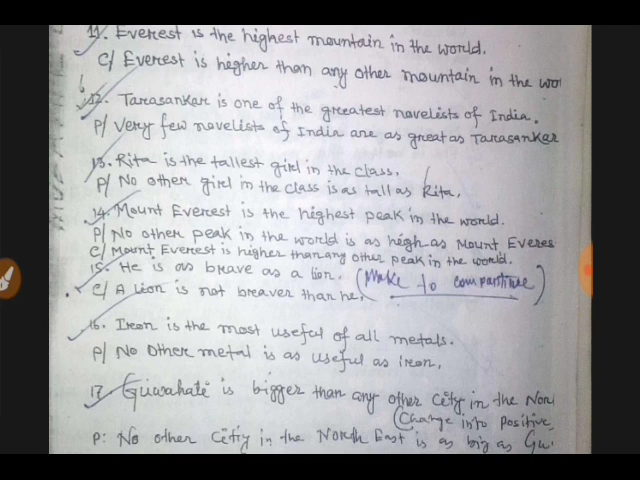 11. Everest is the highest mountain in the world.
C/ Everest is higher than any other mountain in the wor
12. Tarasankar is one of the greatest novelists of India.
P/ Very few novelists of India are as great as Tarasankar
13. Rita is the tallest girl in the class.
P/ No other girl in the class is as tall as Rita.
14. Mount Everest is the highest peak in the world.
P/ No other peak in the world is as high as Mount Everes
C/ Mount Everest is higher than any other peak in the world.
15. He is as brave as a lion. (Make to comparitive)
C/ A lion is not braver than he.
16. Iron is the most useful of all metals.
P/ No other metal is as useful as iron.
17. Guwahati is bigger than any other City in the Nor
(Change into Positive.
P: No other City in the North East is as big as Gu.